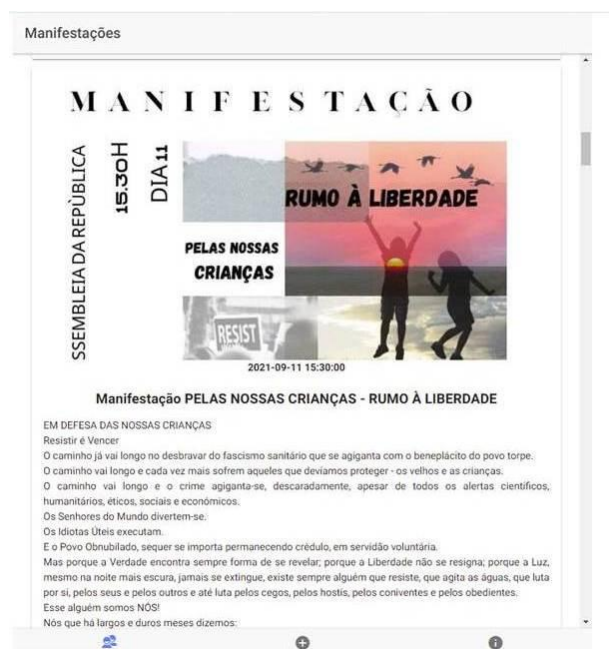 Manifestações
M A N I F E S T A Ç Ã O
SSEMBLEIA DA REPÙBLICA
15.30H
DIA 11
RUMO À LIBERDADE
PELAS NOSSAS
CRIANÇAS
RESIST
2021-09-11 15:30:00
Manifestação PELAS NOSSAS CRIANÇAS - RUMO À LIBERDADE
EM DEFESA DAS NOSSAS CRIANÇAS
Resistir é Vencer
O caminho já vai longo no desbravar do fascismo sanitário que se agiganta com o beneplácito do povo torpe.
O caminho vai longo e cada vez mais sofrem aqueles que devíamos proteger - os velhos e as crianças.
O caminho vai longo e o crime agiganta-se, descaradamente, apesar de todos os alertas científicos,
humanitários, éticos, sociais e económicos.
Os Senhores do Mundo divertem-se.
Os Idiotas Úteis executam.
E o Povo Obnubilado, sequer se importa permanecendo crédulo, em servidão voluntária.
Mas porque a Verdade encontra sempre forma de se revelar; porque a Liberdade não se resigna; porque a Luz,
mesmo na noite mais escura, jamais se extingue, existe sempre alguém que resiste, que agita as águas, que luta
por si, pelos seus e pelos outros e até luta pelos cegos, pelos hostis, pelos coniventes e pelos obedientes.
Esse alguém somos NÓS!
Nós que há largos e duros meses dizemos: